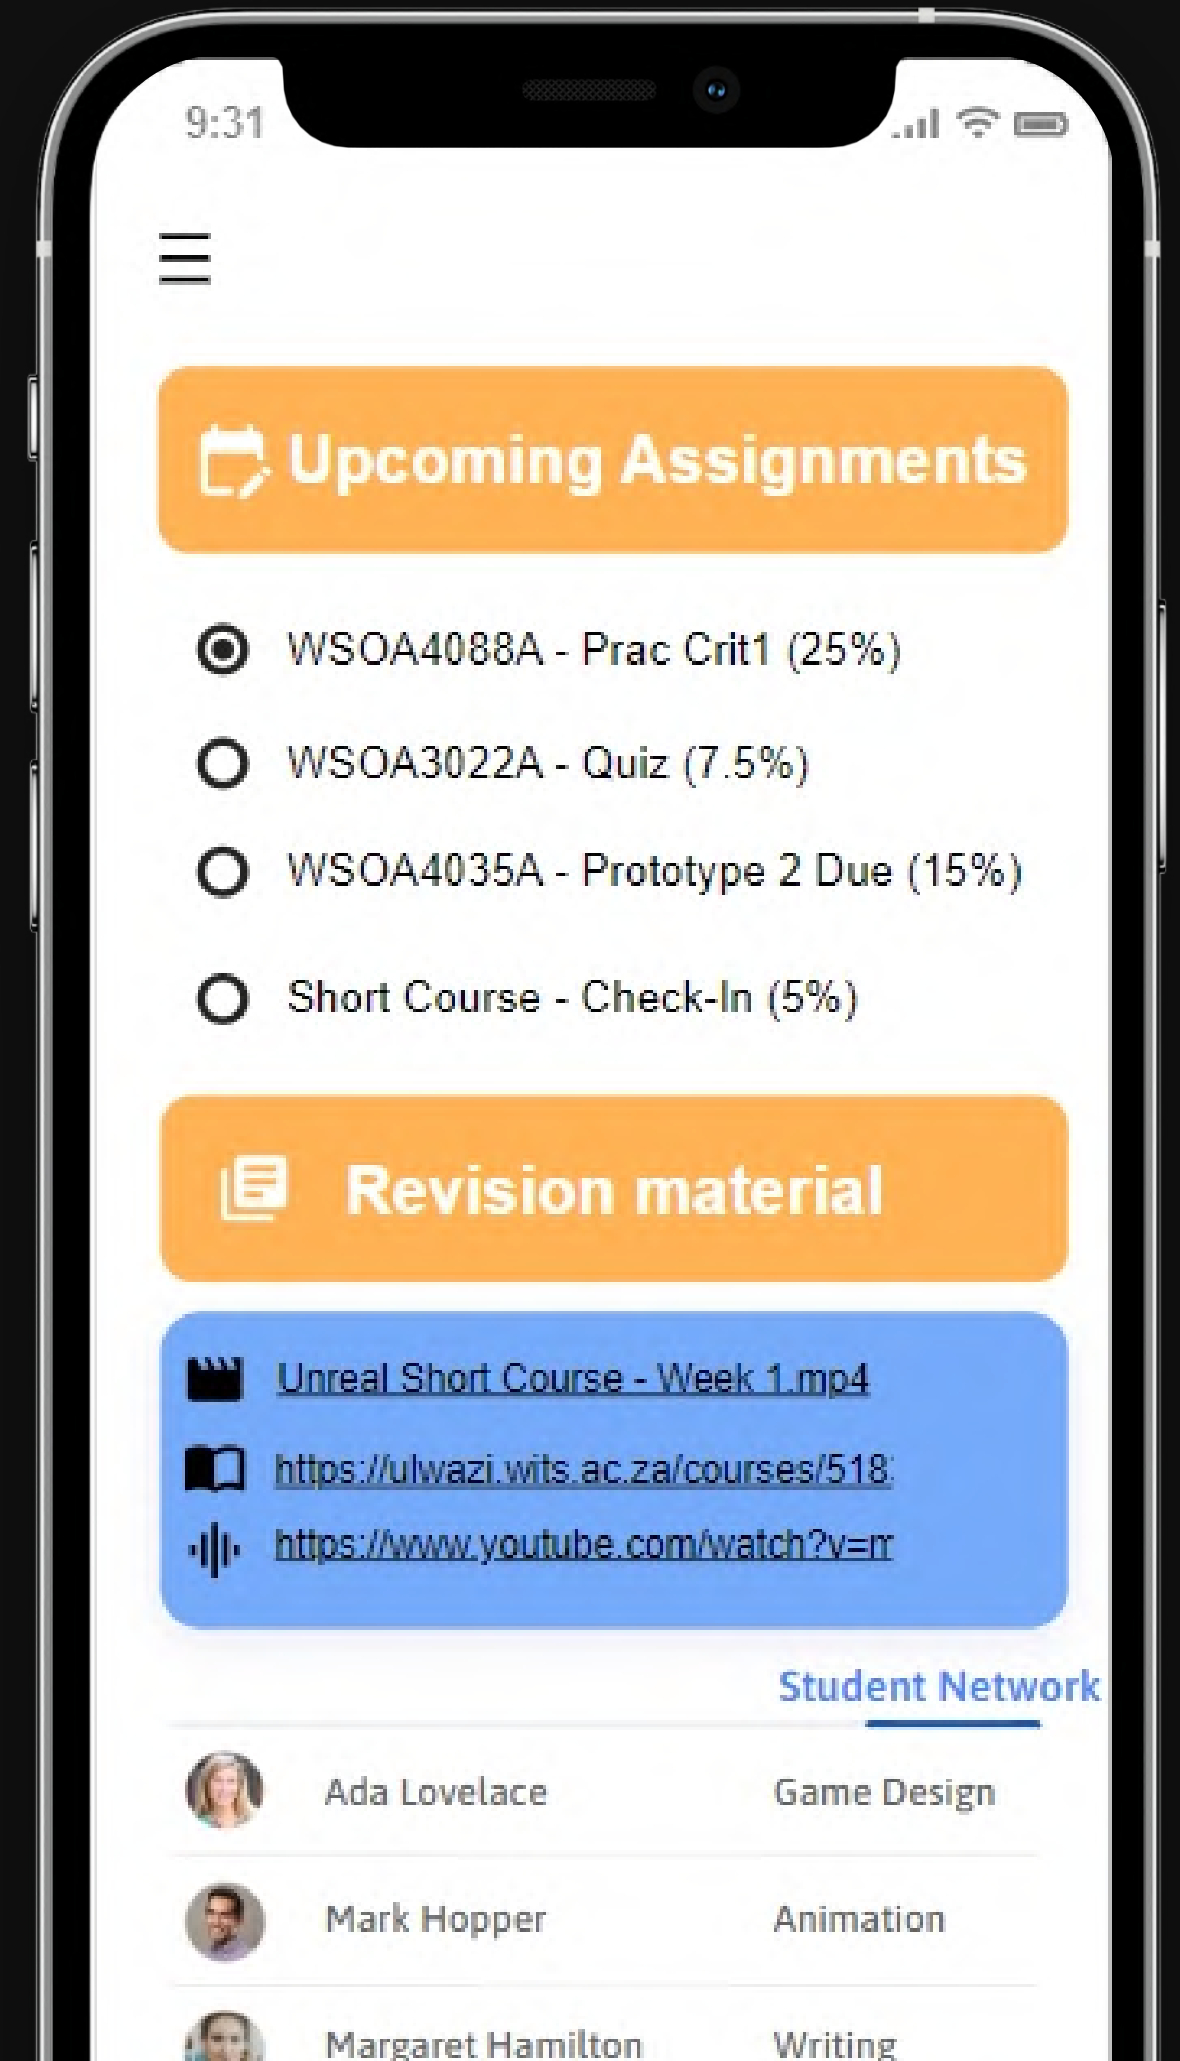 9:31
Upcoming Assignments
WSOA4088A - Prac Crit1 (25%)
WSOA3022A - Quiz (7.5%)
WSOA4035A - Prototype 2 Due (15%)
Short Course - Check-In (5%)
Revision material
Unreal Short Course - Week 1.mp4
https://ulwazi.wits.ac.za/courses/518
https://www.youtube.com/watch?v=m
Student Network
Ada Lovelace Game Design
Mark Hopper Animation
Margaret Hamilton Writing